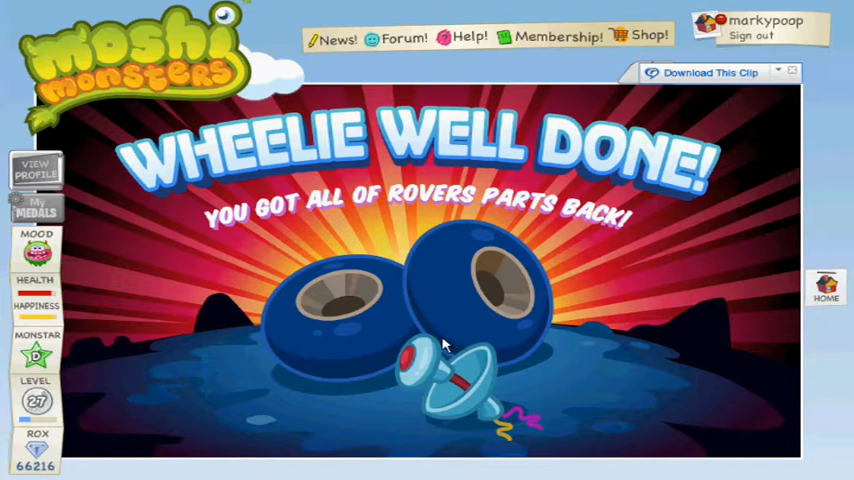 moshi
monsters
News!
Forum!
Help!
Membership!
Shop!
markypoop
Sign out
Download This Clip
WHEELIE WELL DONE!
YOU GOT ALL OF ROVERS PARTS BACK!
VIEW
PROFILE
My
MEDALS
MOOD
HEALTH
HAPPINESS
MONSTAR
D
LEVEL
27
ROX
66216
HOME